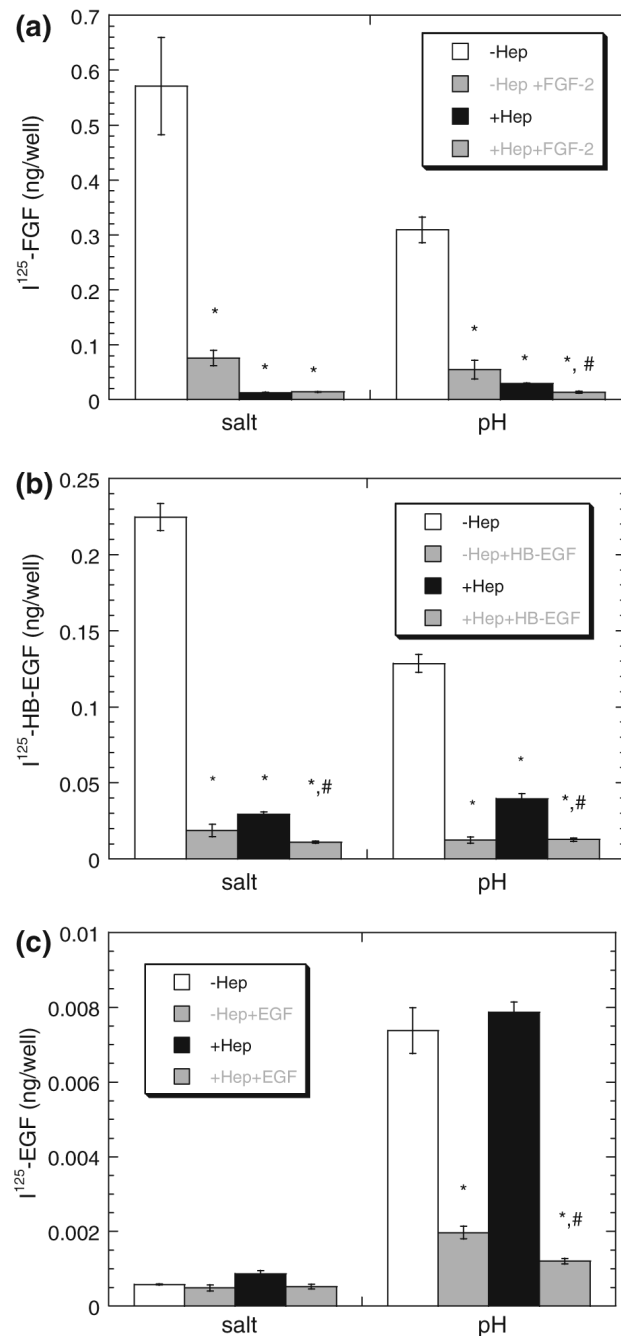 (a)
0.7
0.6
0.5
0.4
0.3
0.2
0.1
0
I125-FGF (ng/well)
-Hep
-Hep +FGF-2
+Hep
+Hep+FGF-2
*
*
*
*
*
*, #
salt
pH
(b)
0.25
0.2
0.15
0.1
0.05
0
I125-HB-EGF (ng/well)
-Hep
-Hep+HB-EGF
+Hep
+Hep+HB-EGF
*
*
*,#
*
*
*,#
salt
pH
(c)
0.01
0.008
0.006
0.004
0.002
0
I125-EGF (ng/well)
-Hep
-Hep+EGF
+Hep
+Hep+EGF
*
*,#
salt
pH